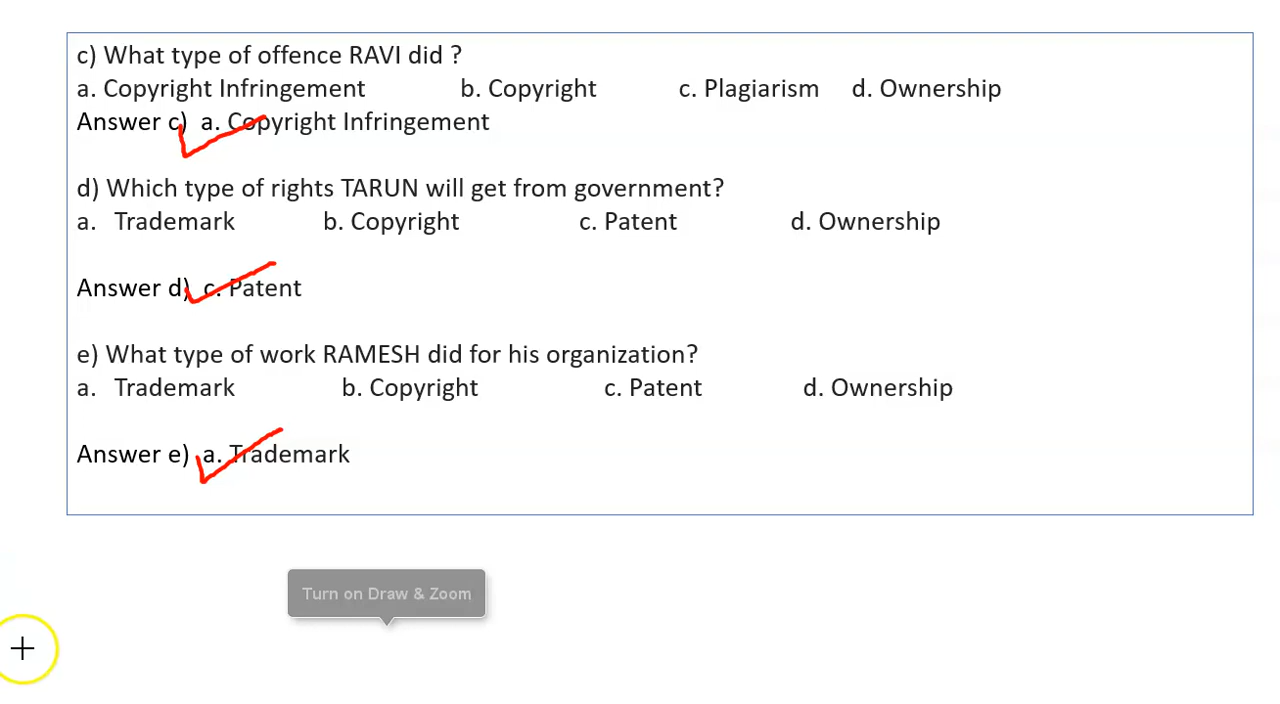 c) What type of offence RAVI did ?
a. Copyright Infringement b. Copyright c. Plagiarism d. Ownership
Answer c) a. Copyright Infringement
d) Which type of rights TARUN will get from government?
a. Trademark b. Copyright c. Patent d. Ownership
Answer d) c. Patent
e) What type of work RAMESH did for his organization?
a. Trademark b. Copyright c. Patent d. Ownership
Answer e) a. Trademark
Turn on Draw & Zoom